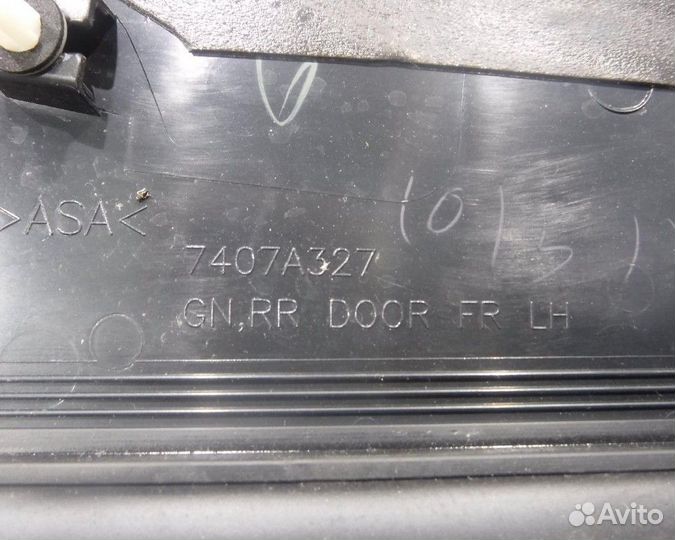 >ASA<
7407A327
GN,RR DOOR FR LH
Avito